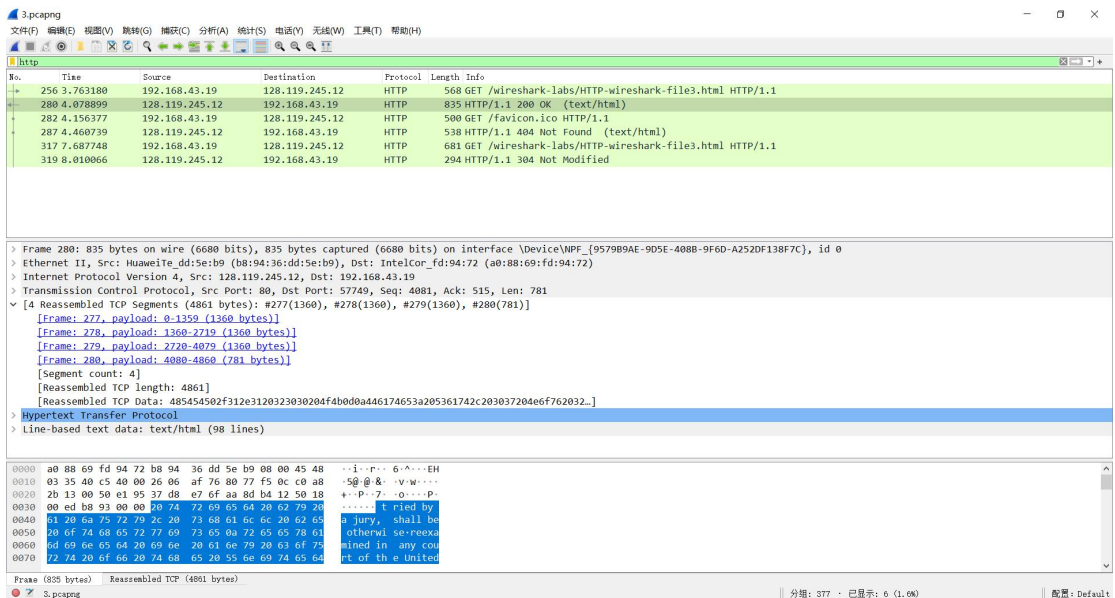 3.pcapng
文件(F) 编辑(E) 视图(V) 跳转(G) 捕获(C) 分析(A) 统计(S) 电话(Y) 无线(W) 工具(T) 帮助(H)
http
No. Time Source Destination Protocol Length Info
256 3.763180 192.168.43.19 128.119.245.12 HTTP 568 GET /wireshark-labs/HTTP-wireshark-file3.html HTTP/1.1
280 4.078899 128.119.245.12 192.168.43.19 HTTP 835 HTTP/1.1 200 OK (text/html)
282 4.156377 192.168.43.19 128.119.245.12 HTTP 500 GET /favicon.ico HTTP/1.1
287 4.460739 128.119.245.12 192.168.43.19 HTTP 538 HTTP/1.1 404 Not Found (text/html)
317 7.687748 192.168.43.19 128.119.245.12 HTTP 681 GET /wireshark-labs/HTTP-wireshark-file3.html HTTP/1.1
319 8.010066 128.119.245.12 192.168.43.19 HTTP 294 HTTP/1.1 304 Not Modified
Frame 280: 835 bytes on wire (6680 bits), 835 bytes captured (6680 bits) on interface \Device\NPF_{9579B9AE-9D5E-408B-9F6D-A252DF138F7C}, id 0
Ethernet II, Src: HuaweiTe_dd:5e:b9 (b8:94:36:dd:5e:b9), Dst: IntelCor_fd:94:72 (a0:88:69:fd:94:72)
Internet Protocol Version 4, Src: 128.119.245.12, Dst: 192.168.43.19
Transmission Control Protocol, Src Port: 80, Dst Port: 57749, Seq: 4081, Ack: 515, Len: 781
[4 Reassembled TCP Segments (4861 bytes): #277(1360), #278(1360), #279(1360), #280(781)]
[Frame: 277, payload: 0-1359 (1360 bytes)]
[Frame: 278, payload: 1360-2719 (1360 bytes)]
[Frame: 279, payload: 2720-4079 (1360 bytes)]
[Frame: 280, payload: 4080-4860 (781 bytes)]
[Segment count: 4]
[Reassembled TCP length: 4861]
[Reassembled TCP Data: 485454502f312e3120323030204f4b0d0a446174653a205361742c203037204e6f762032…]
Hypertext Transfer Protocol
Line-based text data: text/html (98 lines)
0000 a0 88 69 fd 94 72 b8 94 36 dd 5e b9 08 00 45 48 ··i··r·· 6·^···EH
0010 03 35 40 c5 40 00 26 06 af 76 80 77 f5 0c c0 a8 ·5@·@·&· ·v·w····
0020 2b 13 00 50 e1 95 37 d8 e7 6f aa 8d b4 12 50 18 +··P··7· ·o····P·
0030 00 ed b8 93 00 00 20 74 72 69 65 64 20 62 79 20 ······ t ried by
0040 61 20 6a 75 72 79 2c 20 73 68 61 6c 6c 20 62 65 a jury, shall be
0050 20 6f 74 68 65 72 77 69 73 65 0a 72 65 65 78 61 otherwi se·reexa
0060 6d 69 6e 65 64 20 69 6e 20 61 6e 79 20 63 6f 75 mined in any cou
0070 72 74 20 6f 66 20 74 68 65 20 55 6e 69 74 65 64 rt of th e United
Frame (835 bytes) Reassembled TCP (4861 bytes)
3.pcapng 分组: 377 · 已显示: 6 (1.6%) 配置: Default